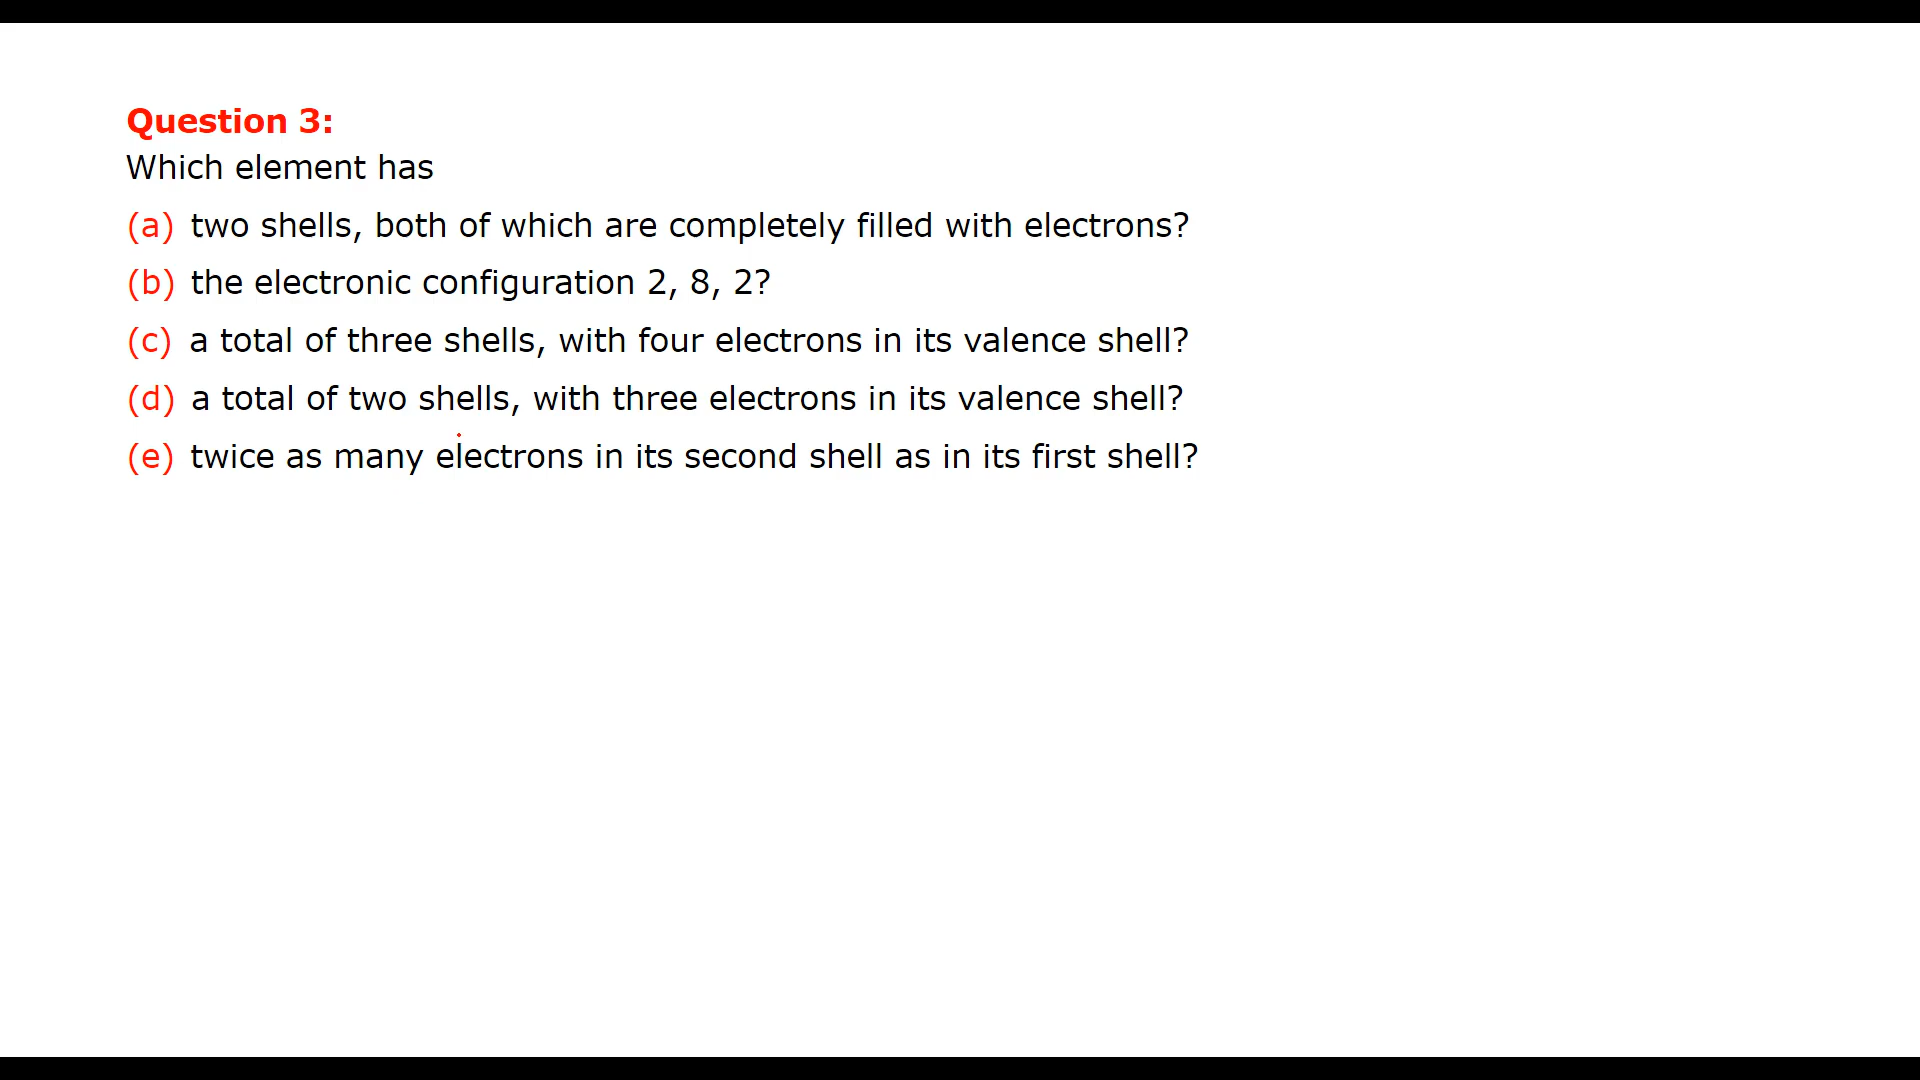 Question 3:
Which element has
(a) two shells, both of which are completely filled with electrons?
(b) the electronic configuration 2, 8, 2?
(c) a total of three shells, with four electrons in its valence shell?
(d) a total of two shells, with three electrons in its valence shell?
(e) twice as many electrons in its second shell as in its first shell?